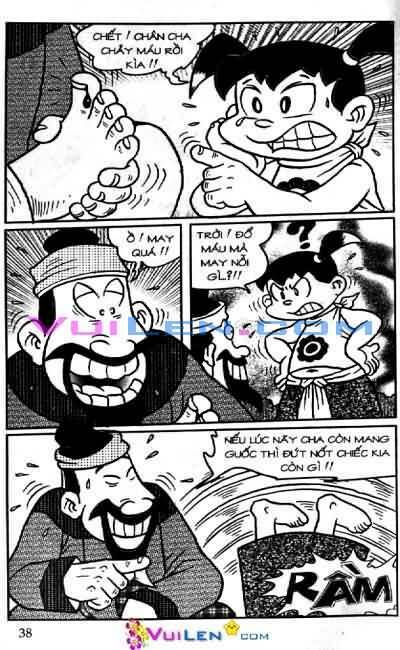 CHẾT ! CHÂN CHA
CHẢY MÁU RỒI
KÌA !!
Ồ ! MAY
QUÁ !!
TRỜI ! ĐỔ
MÁU MÀ
MAY NỖI
GÌ..?!!
?
VUILEN.COM
NẾU LÚC NÃY CHA CÒN MANG
GUỐC THÌ ĐỨT NỐT CHIẾC KIA
CÒN GÌ !!
RẦM
38
VUILEN.COM